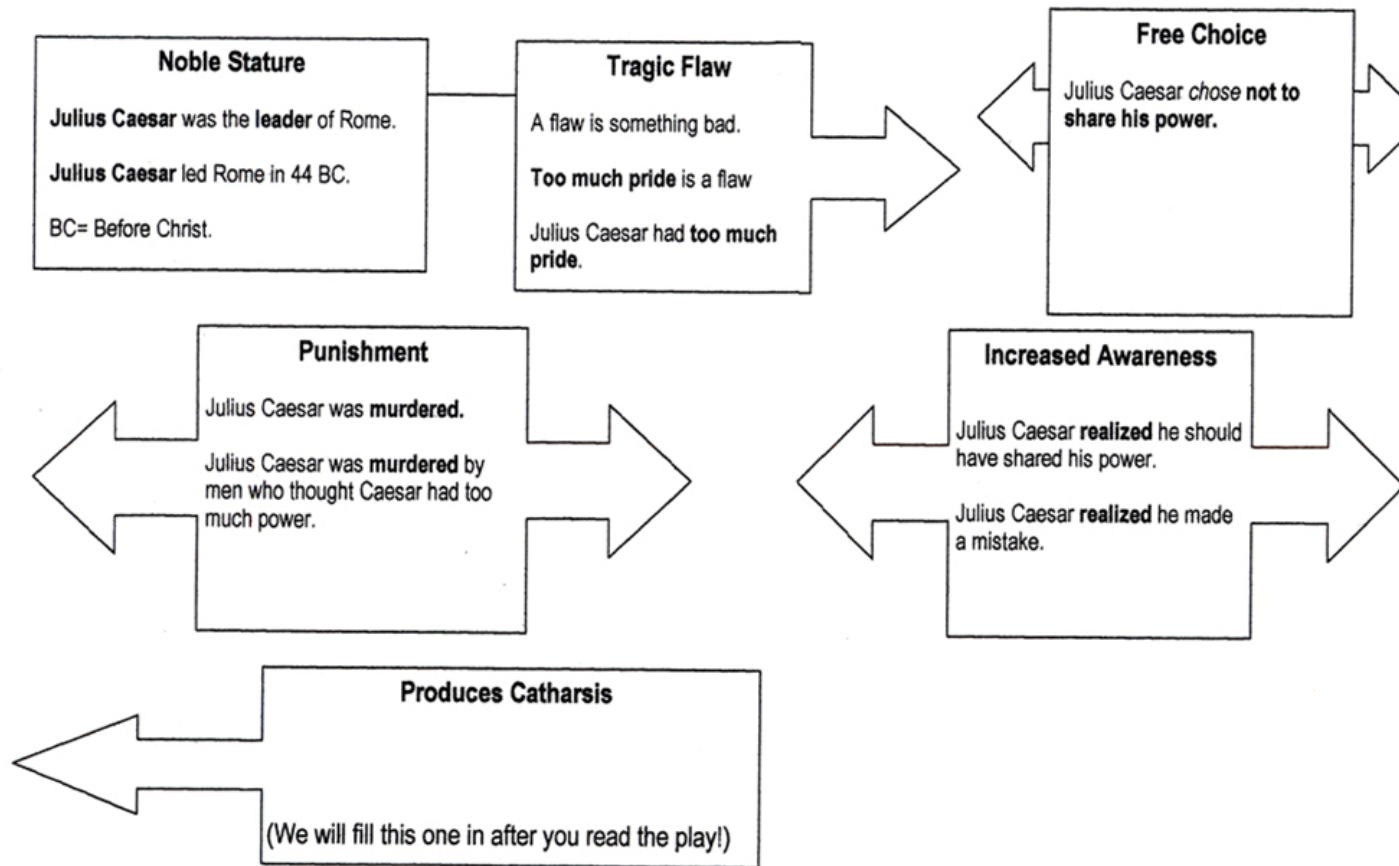 Noble Stature
Julius Caesar was the leader of Rome.
Julius Caesar led Rome in 44 BC.
BC= Before Christ.
Tragic Flaw
A flaw is something bad.
Too much pride is a flaw
Julius Caesar had too much
pride.
Free Choice
Julius Caesar chose not to
share his power.
Punishment
Julius Caesar was murdered.
Julius Caesar was murdered by
men who thought Caesar had too
much power.
Increased Awareness
Julius Caesar realized he should
have shared his power.
Julius Caesar realized he made
a mistake.
Produces Catharsis
(We will fill this one in after you read the play!)